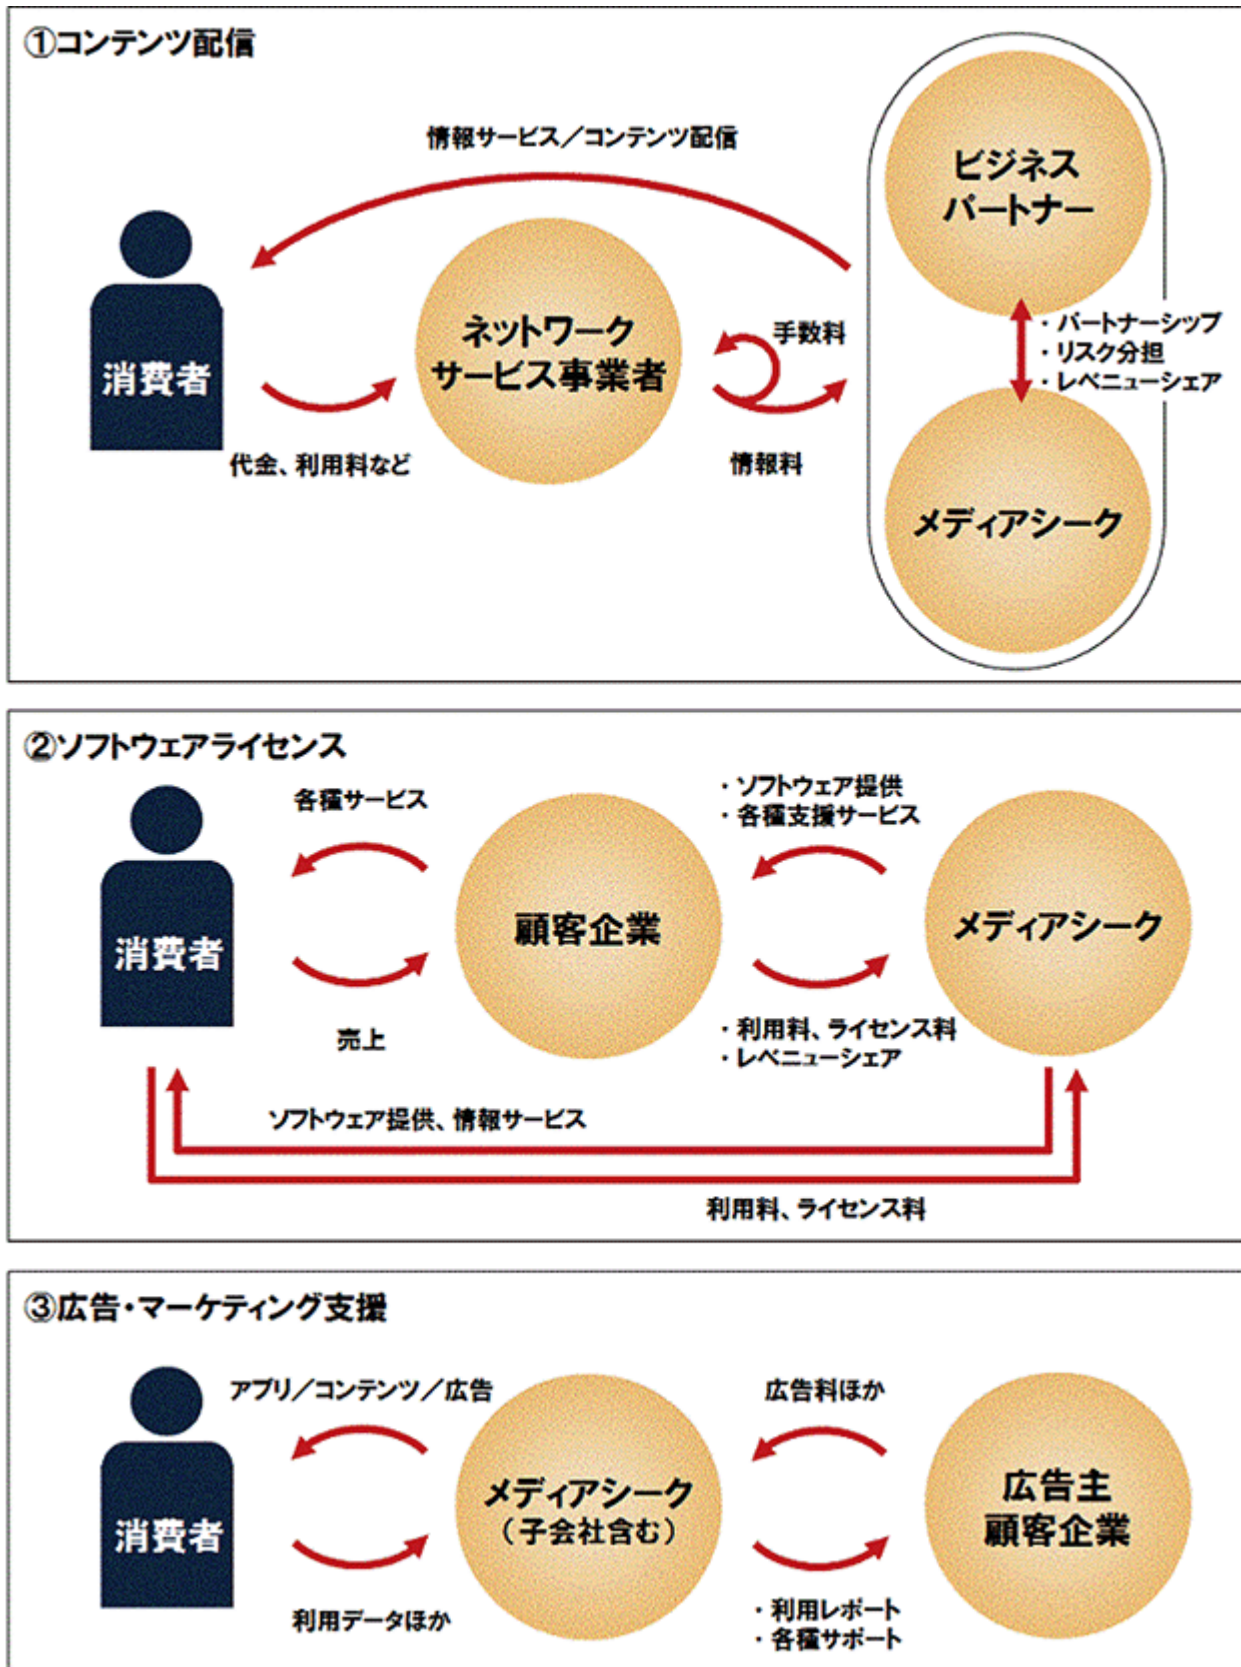 ①コンテンツ配信
情報サービス／コンテンツ配信
ビジネス
パートナー
消費者
ネットワーク
サービス事業者
手数料
・パートナーシップ
・リスク分担
・レベニューシェア
代金、利用料など
情報料
メディアシーク
②ソフトウェアライセンス
各種サービス
・ソフトウェア提供
・各種支援サービス
消費者
顧客企業
メディアシーク
売上
・利用料、ライセンス料
・レベニューシェア
ソフトウェア提供、情報サービス
利用料、ライセンス料
③広告・マーケティング支援
アプリ／コンテンツ／広告
広告料ほか
消費者
メディアシーク
（子会社含む）
広告主
顧客企業
利用データほか
・利用レポート
・各種サポート